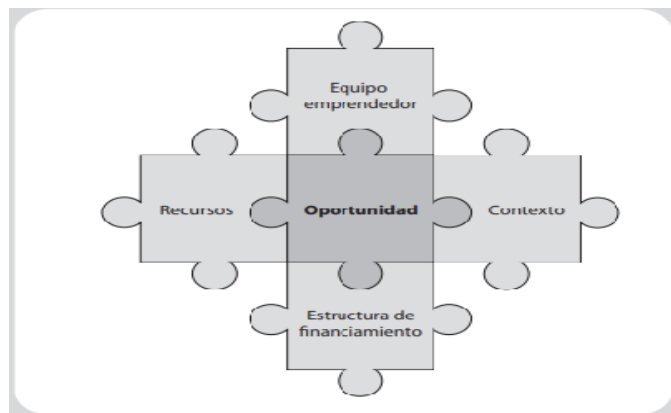 Equipo
emprendedor
Recursos
Oportunidad
Contexto
Estructura de
financiamiento